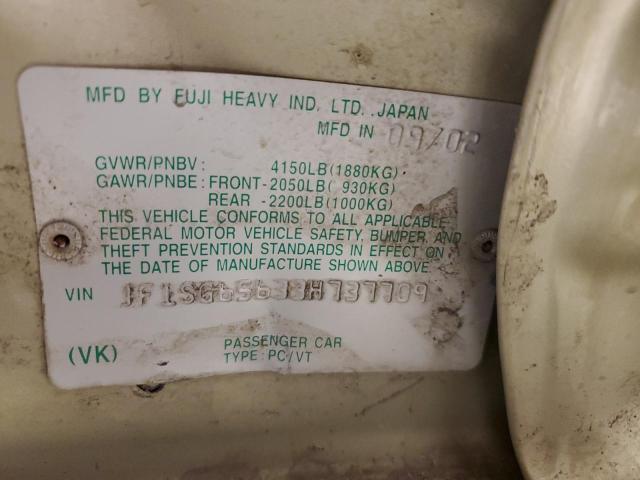 MFD BY FUJI HEAVY IND. LTD. JAPAN
MFD IN 09/02
GVWR/PNBV: 4150LB(1880KG)
GAWR/PNBE: FRONT-2050LB( 930KG)
REAR -2200LB(1000KG)
THIS VEHICLE CONFORMS TO ALL APPLICABLE
FEDERAL MOTOR VEHICLE SAFETY, BUMPER, AND
THEFT PREVENTION STANDARDS IN EFFECT ON
THE DATE OF MANUFACTURE SHOWN ABOVE.
VIN JF1SG65633H737709
(VK) PASSENGER CAR
TYPE: PC/VT